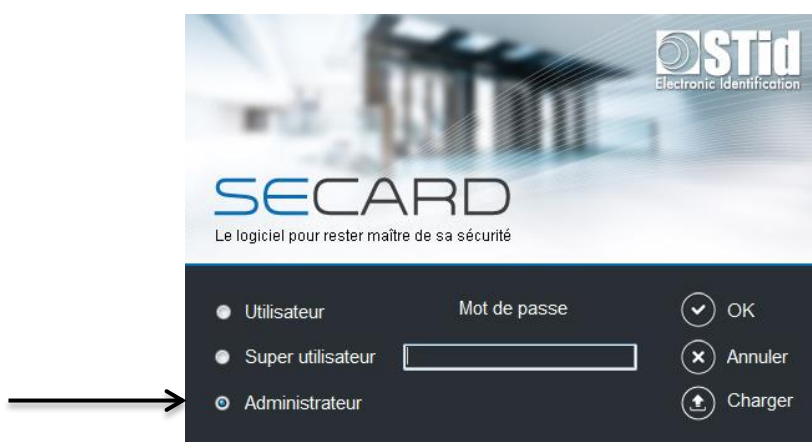 STid
Electronic Identification
SECARD
Le logiciel pour rester maître de sa sécurité
Utilisateur
Mot de passe
OK
Super utilisateur
Annuler
Administrateur
Charger